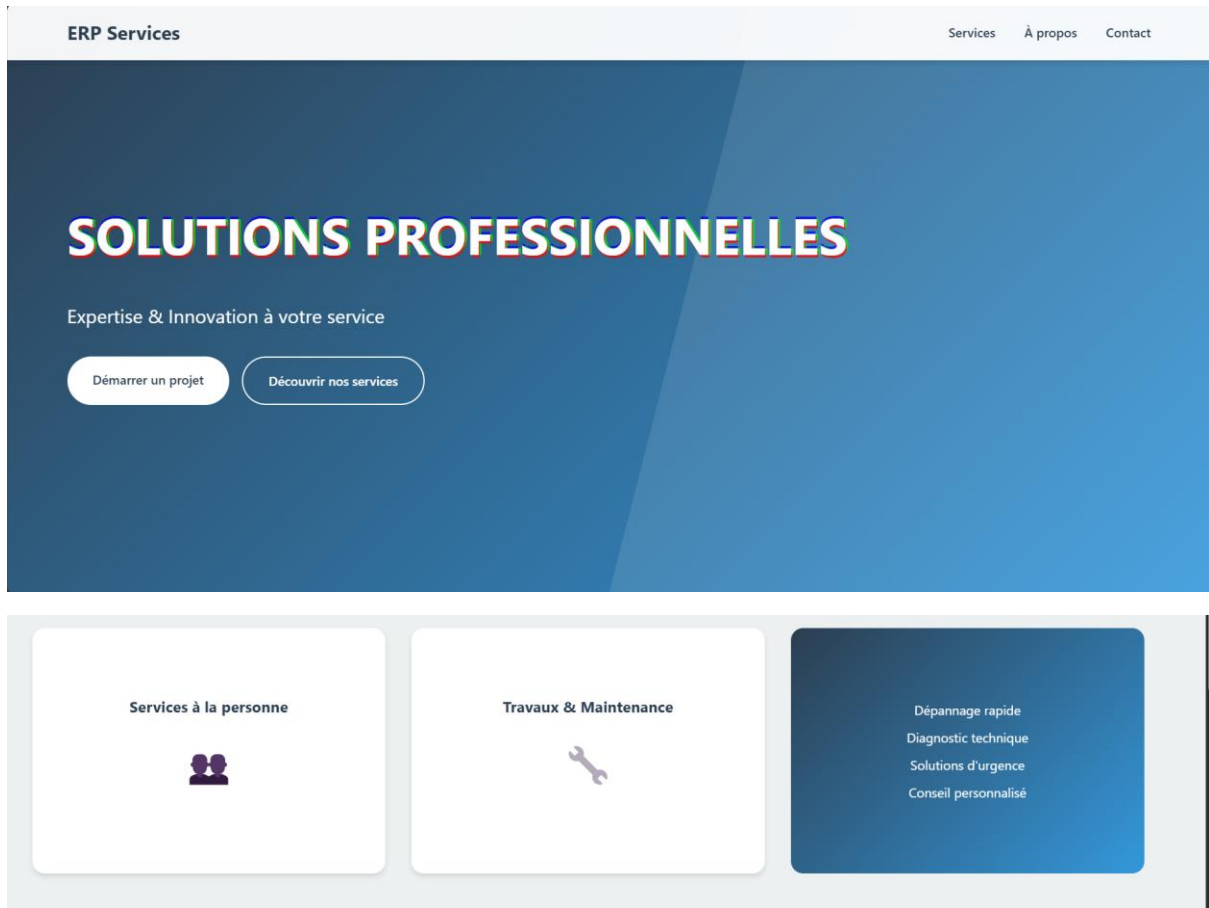 ERP Services
Services À propos Contact
SOLUTIONS PROFESSIONNELLES
Expertise & Innovation à votre service
Démarrer un projet
Découvrir nos services
Services à la personne
Travaux & Maintenance
Dépannage rapide
Diagnostic technique
Solutions d'urgence
Conseil personnalisé